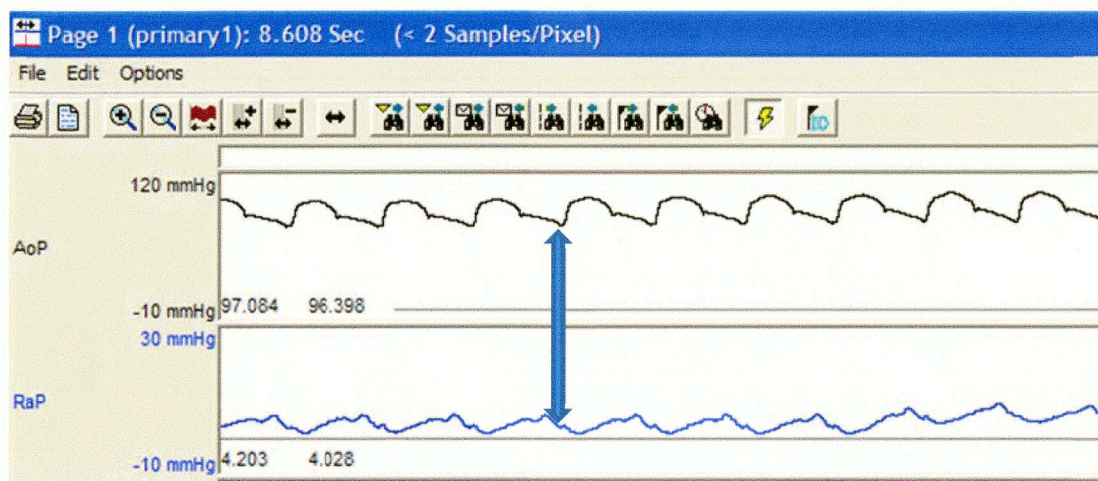 Page 1 (primary1): 8.608 Sec (< 2 Samples/Pixel)
File Edit Options
120 mmHg
AoP
-10 mmHg 97.084 96.398
30 mmHg
RaP
-10 mmHg 4.203 4.028